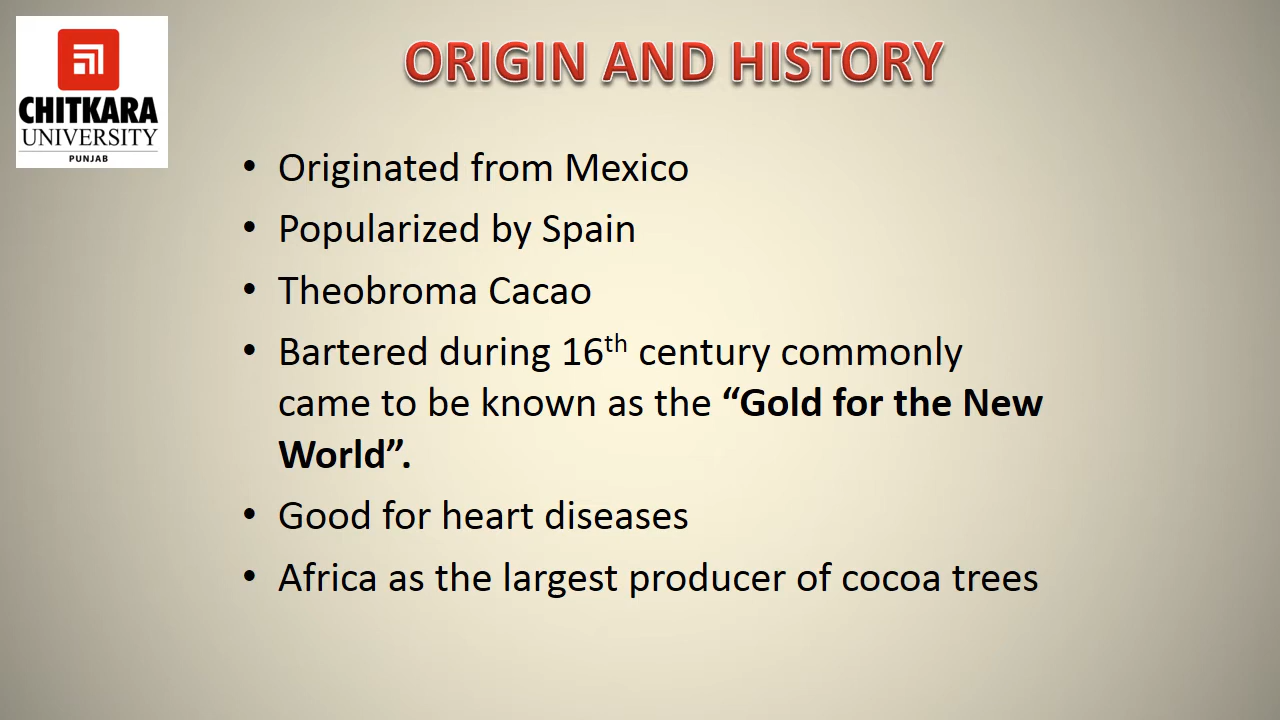 CHITKARA
UNIVERSITY
PUNJAB
ORIGIN AND HISTORY
• Originated from Mexico
• Popularized by Spain
• Theobroma Cacao
• Bartered during 16th century commonly
came to be known as the “Gold for the New
World”.
• Good for heart diseases
• Africa as the largest producer of cocoa trees